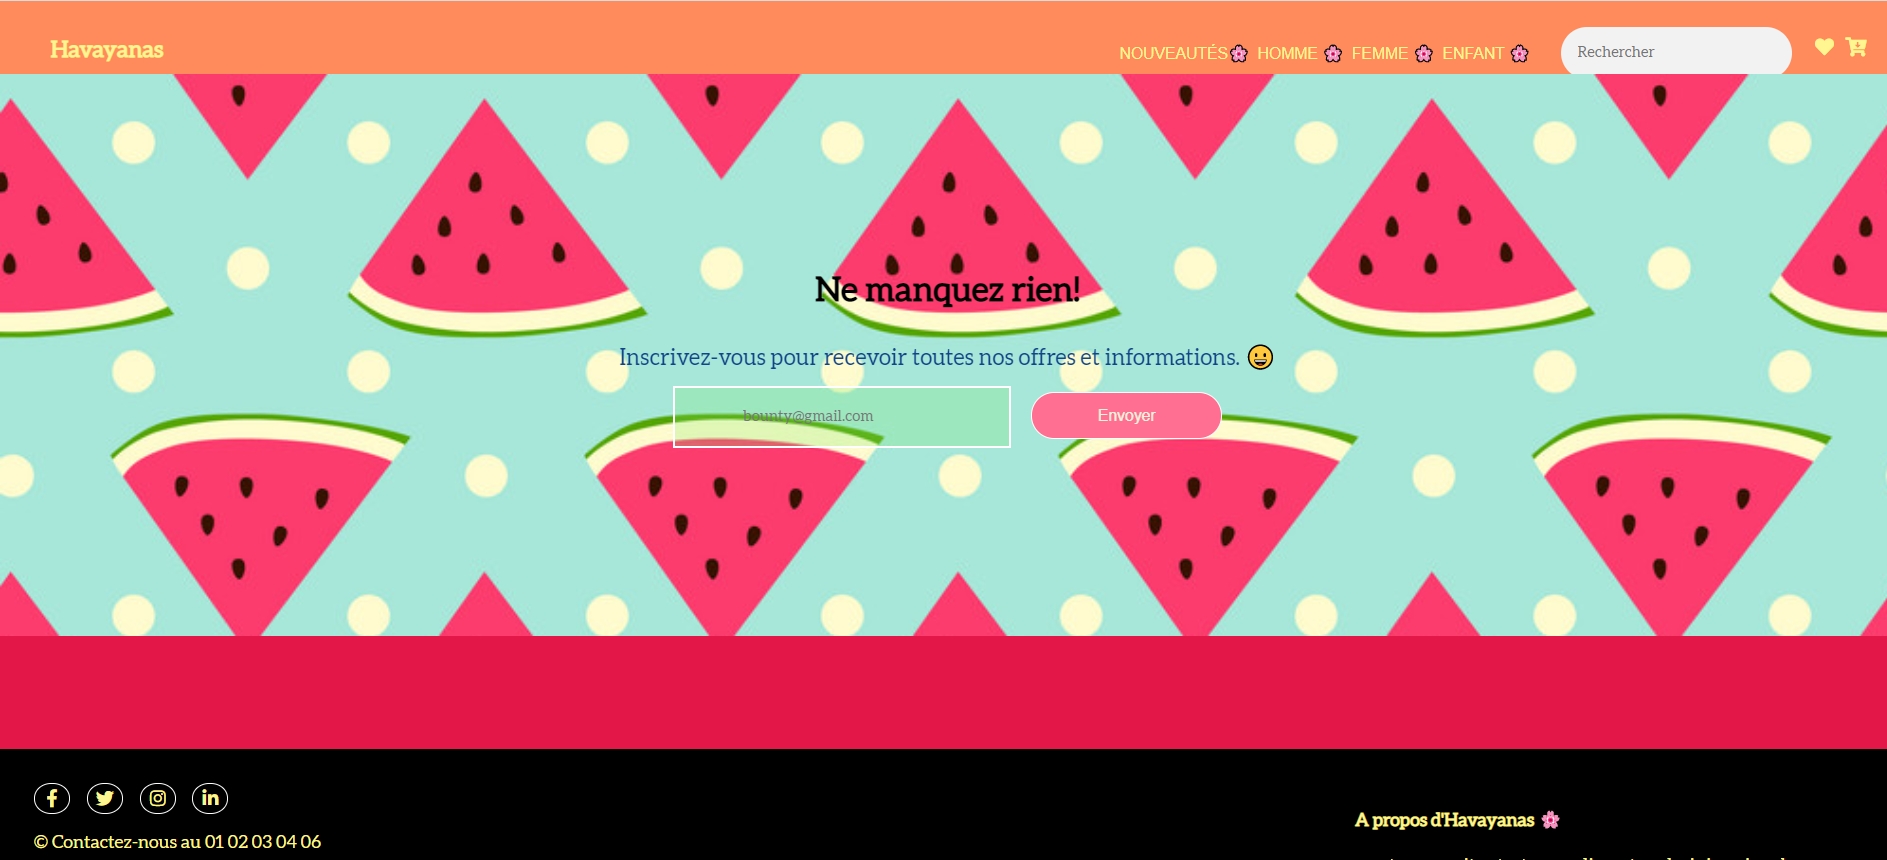 Havayanas
NOUVEAUTÉS🌸 HOMME 🌸 FEMME 🌸 ENFANT 🌸
Rechercher
Ne manquez rien!
Inscrivez-vous pour recevoir toutes nos offres et informations. 😀
bounty@gmail.com
Envoyer
© Contactez-nous au 01 02 03 04 06
A propos d'Havayanas 🌸